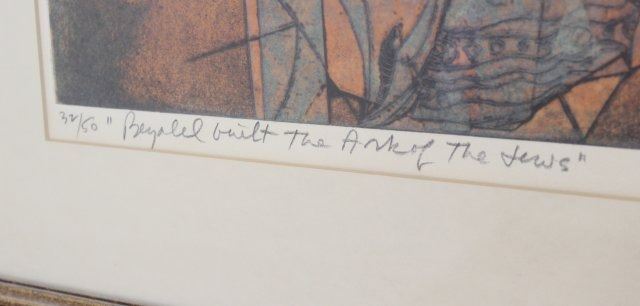 32/50 "Bezalel built The Ark of The Jews"